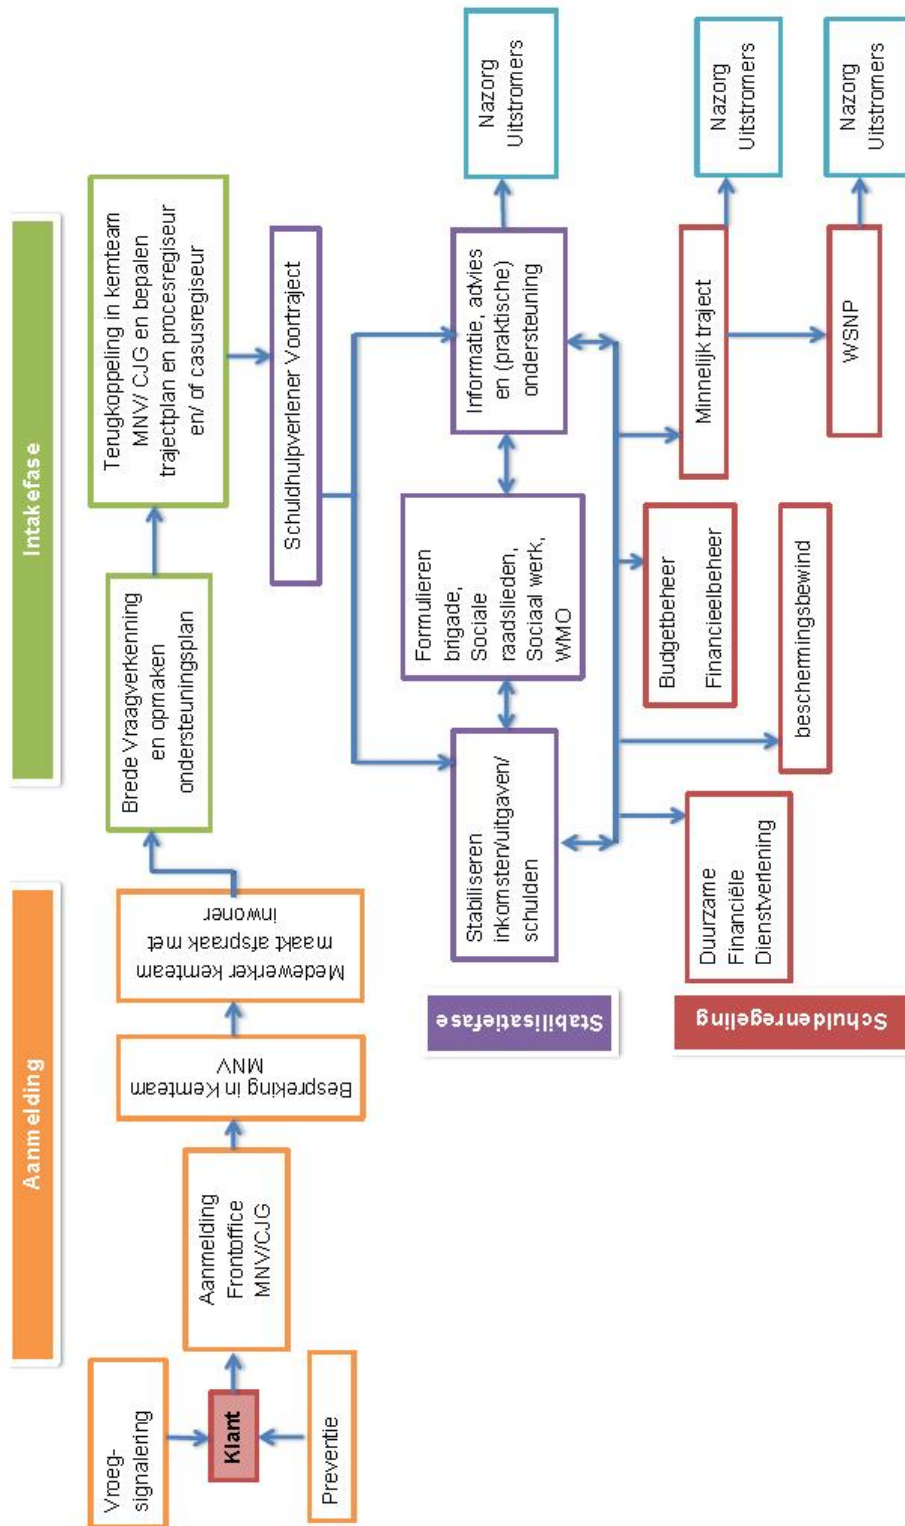 Aanmelding
Intakefase
Vroeg-
signalering
Klant
Preventie
Aanmelding
Frontoffice
MNV/CJG
Bespreking in Kernteam
MNV
Medewerker kernteam
maakt afspraak met
inwoner
Brede Vraagverkenning
en opmaken
ondersteuningsplan
Terugkoppeling in kernteam
MNV/ CJG en bepalen
trajectplan en procesregiseur
en/ of casusregiseur
Schuldhulpverlener Voortraject
Stabilisatiefase
Stabiliseren
inkomsten/uitgaven/
schulden
Formulieren
brigade,
Sociale
raadslieden,
Sociaal werk,
WMO
Informatie, advies
en (praktische)
ondersteuning
Nazorg
Uitstromers
Schuldenregeling
Duurzame
Financiële
Dienstverlening
beschermingsbewind
Budgetbeheer
Financieelbeheer
Minnelijk traject
Nazorg
Uitstromers
WSNP
Nazorg
Uitstromers